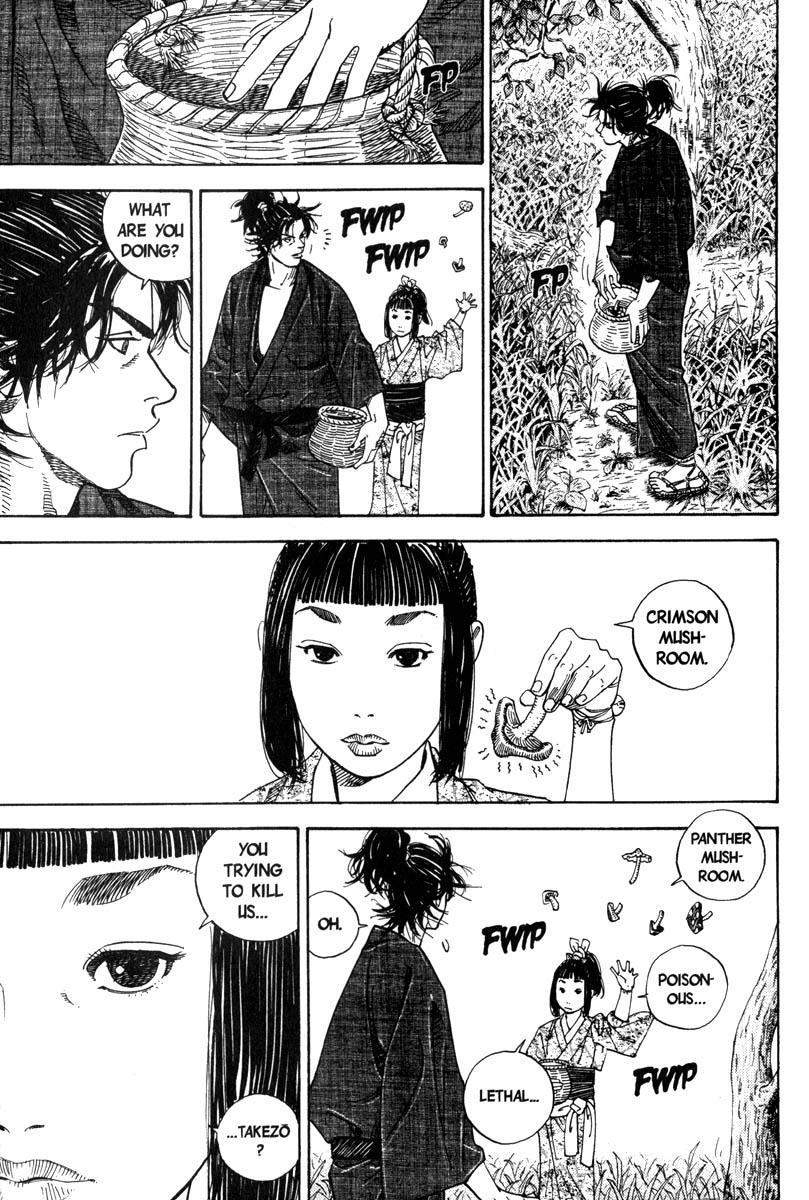 FP
FP
FWIP
FWIP
WHAT
ARE YOU
DOING?
CRIMSON
MUSH-
ROOM.
PANTHER
MUSH-
ROOM.
FWIP
POISON-
OUS...
FWIP
LETHAL...
OH.
YOU
TRYING
TO KILL
US...
...TAKEZŌ
?